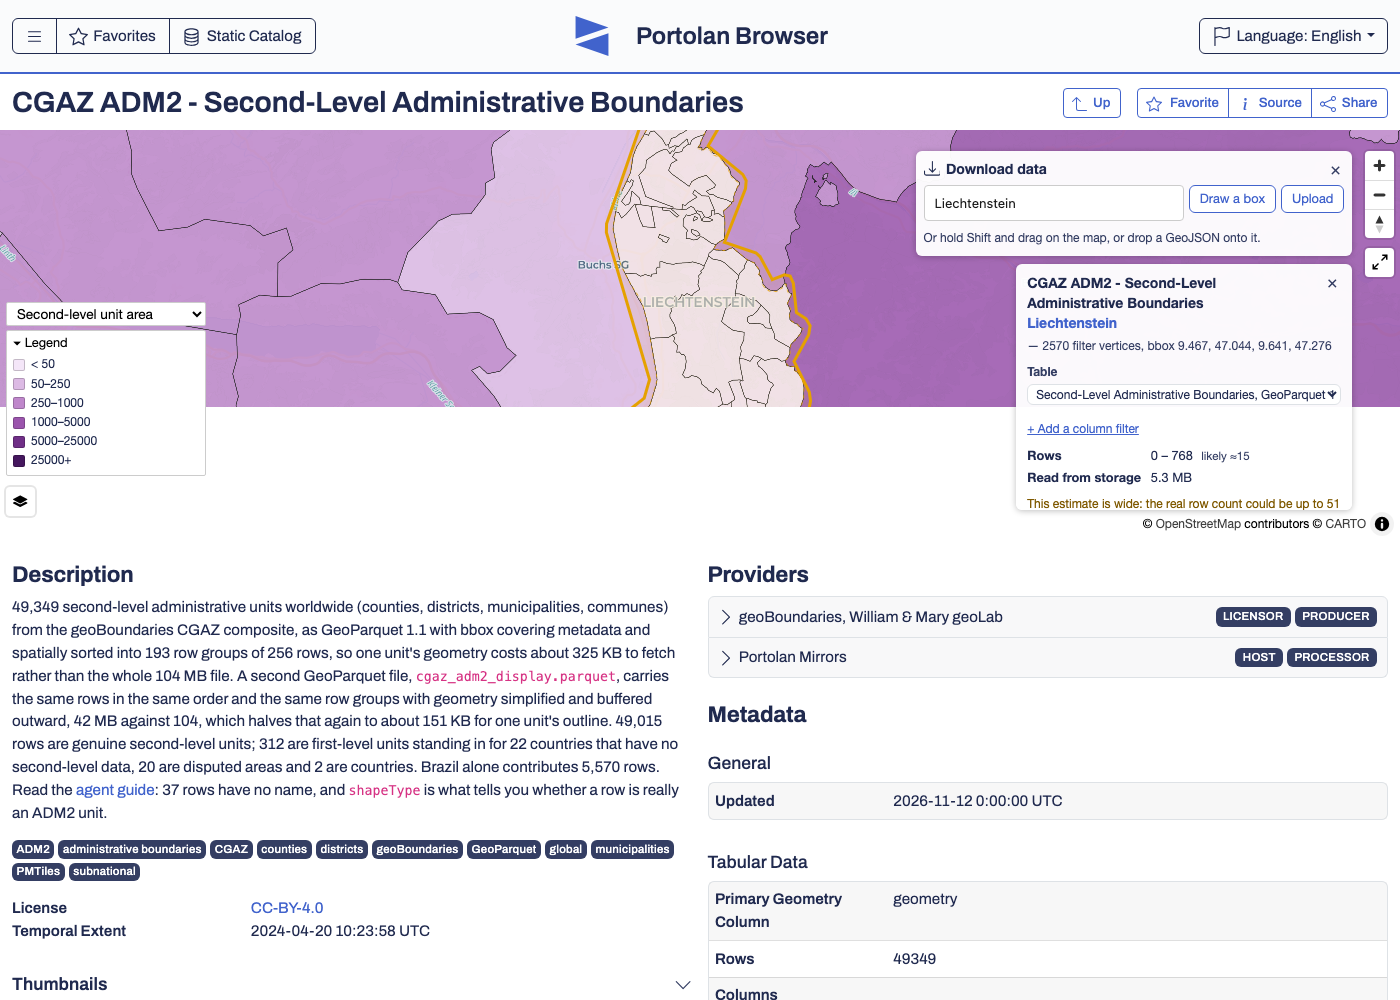 Favorites
Static Catalog
Portolan Browser
Language: English
CGAZ ADM2 - Second-Level Administrative Boundaries
Up
Favorite
Source
Share
Download data
Liechtenstein
Draw a box
Upload
Or hold Shift and drag on the map, or drop a GeoJSON onto it.
Buchs SG
LIECHTENSTEIN
Second-level unit area
Legend
< 50
50–250
250–1000
1000–5000
5000–25000
25000+
CGAZ ADM2 - Second-Level
Administrative Boundaries
Liechtenstein
— 2570 filter vertices, bbox 9.467, 47.044, 9.641, 47.276
Table
Second-Level Administrative Boundaries, GeoParquet
+ Add a column filter
Rows 0 – 768 likely ≈15
Read from storage 5.3 MB
This estimate is wide: the real row count could be up to 51
© OpenStreetMap contributors © CARTO
Description
49,349 second-level administrative units worldwide (counties, districts, municipalities, communes)
from the geoBoundaries CGAZ composite, as GeoParquet 1.1 with bbox covering metadata and
spatially sorted into 193 row groups of 256 rows, so one unit's geometry costs about 325 KB to fetch
rather than the whole 104 MB file. A second GeoParquet file, cgaz_adm2_display.parquet, carries
the same rows in the same order and the same row groups with geometry simplified and buffered
outward, 42 MB against 104, which halves that again to about 151 KB for one unit's outline. 49,015
rows are genuine second-level units; 312 are first-level units standing in for 22 countries that have no
second-level data, 20 are disputed areas and 2 are countries. Brazil alone contributes 5,570 rows.
Read the agent guide: 37 rows have no name, and shapeType is what tells you whether a row is really
an ADM2 unit.
ADM2 administrative boundaries CGAZ counties districts geoBoundaries GeoParquet global municipalities
PMTiles subnational
License CC-BY-4.0
Temporal Extent 2024-04-20 10:23:58 UTC
Thumbnails
Providers
geoBoundaries, William & Mary geoLab LICENSOR PRODUCER
Portolan Mirrors HOST PROCESSOR
Metadata
General
Updated 2026-11-12 0:00:00 UTC
Tabular Data
Primary Geometry Column geometry
Rows 49349
Columns